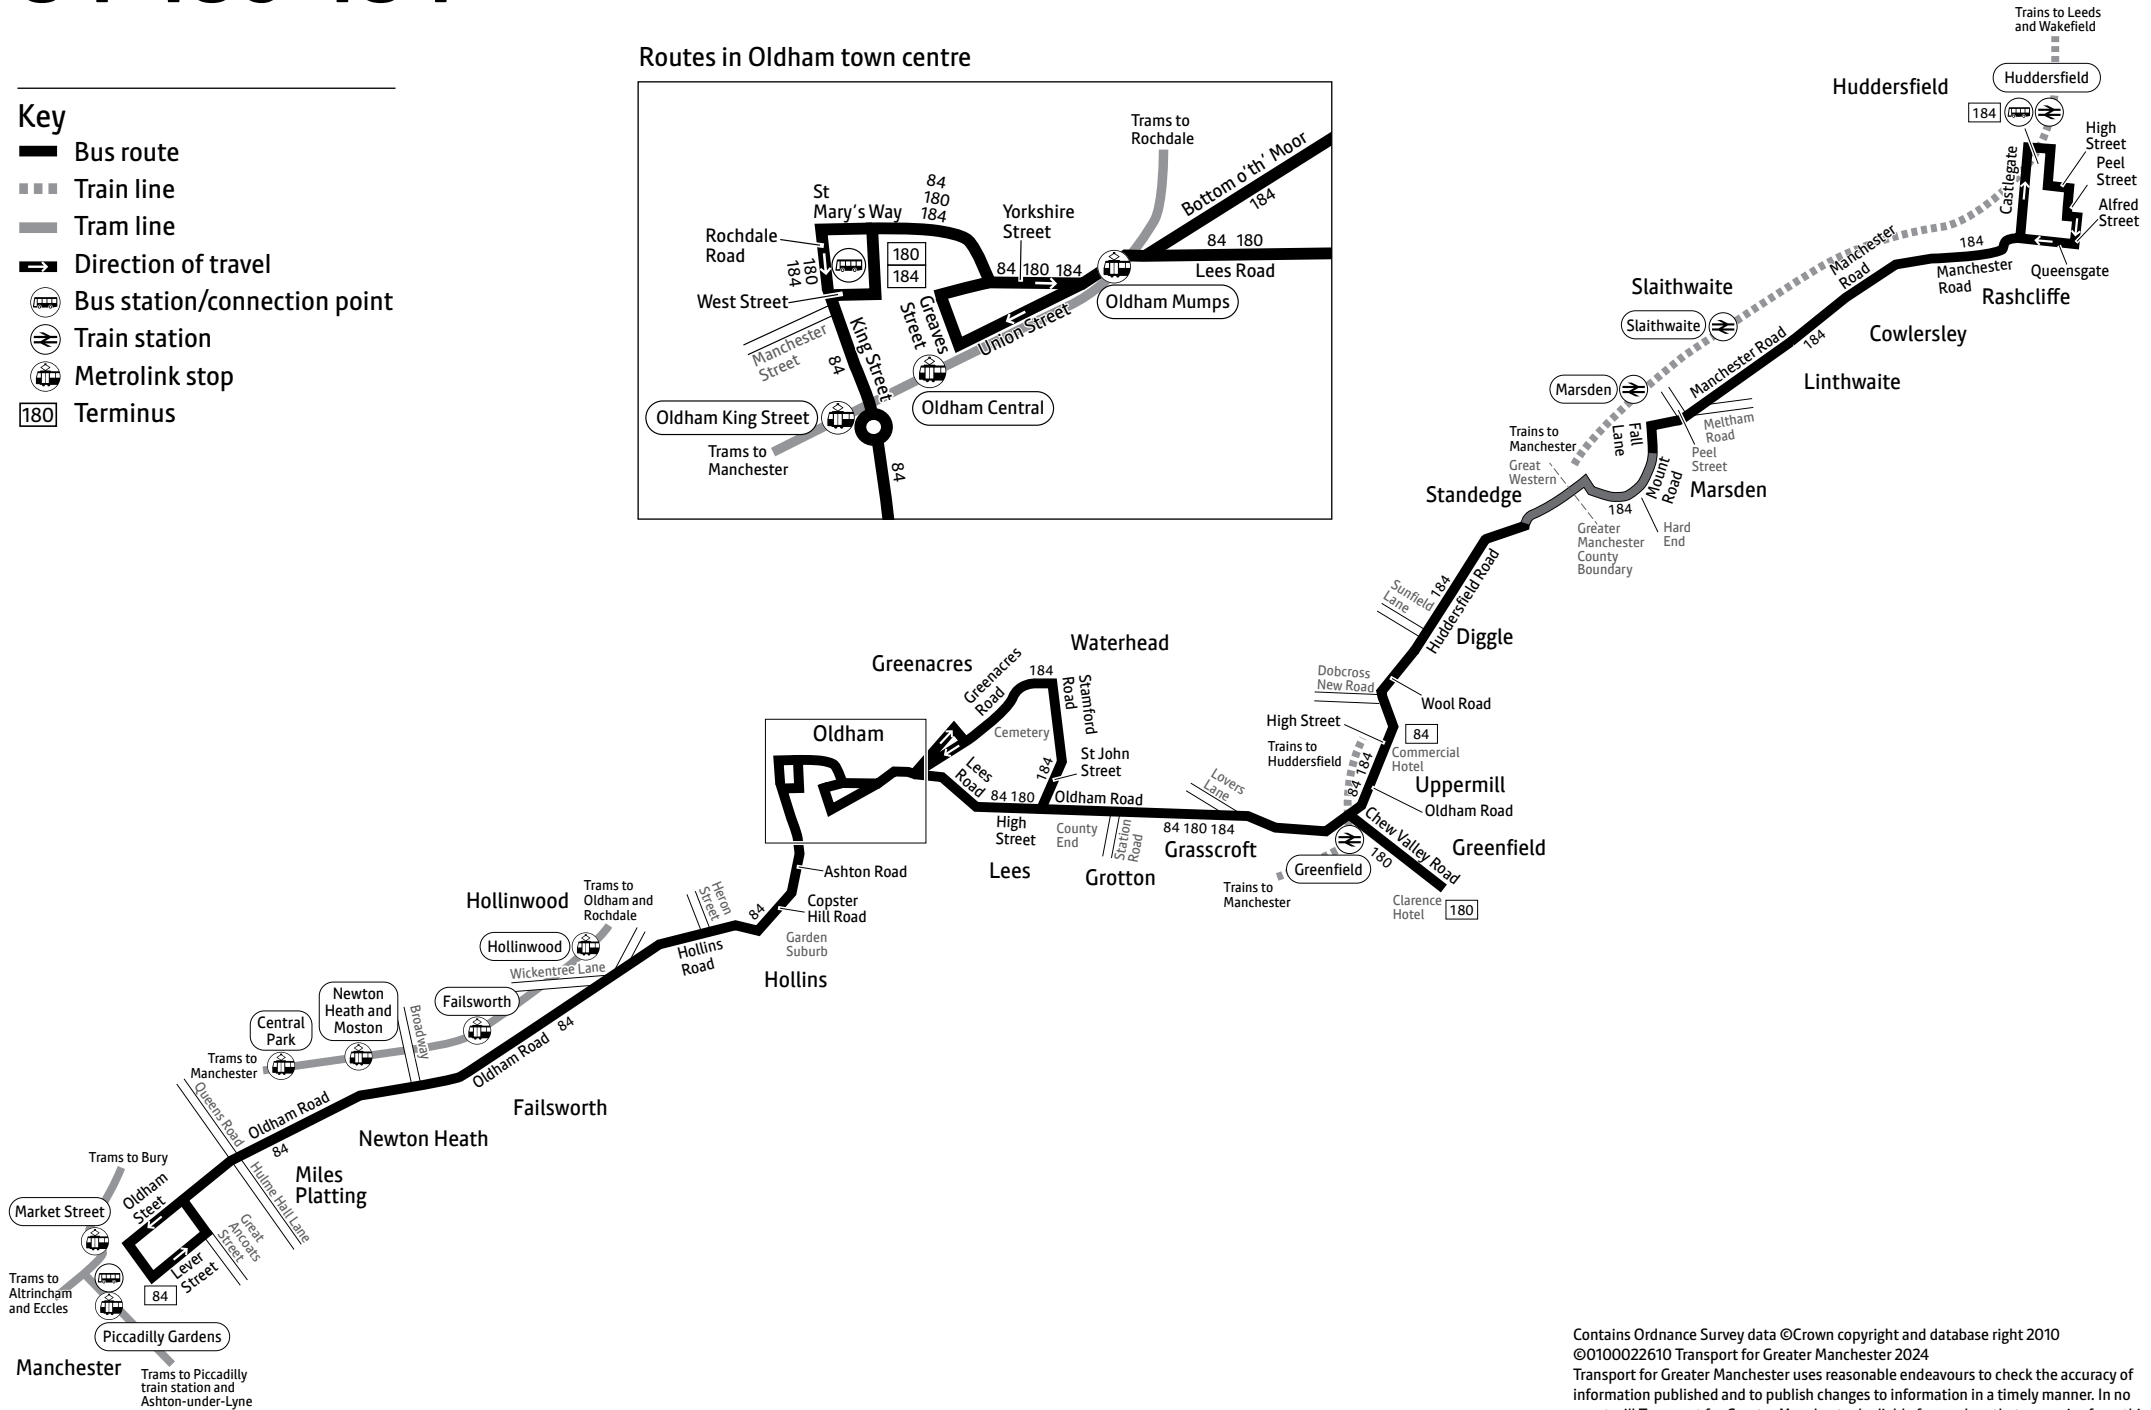 Key
Bus route
Train line
Tram line
Direction of travel
Bus station/connection point
Train station
Metrolink stop
180 Terminus
Routes in Oldham town centre
Trams to
Rochdale
Bottom o'th' Moor
184
St
Mary's Way
84
180
184
Yorkshire
Street
Rochdale
Road
180
184
180
184
84 180 184
84 180
Lees Road
West Street
Greaves
Street
Oldham Mumps
Manchester
Street
King Street
84
Union Street
Oldham King Street
Oldham Central
Trams to
Manchester
84
Trains to Leeds
and Wakefield
Huddersfield
Huddersfield
184
High
Street
Peel
Street
Castlegate
Alfred
Street
Manchester
Road
184
Manchester
Road
Queensgate
Rashcliffe
Slaithwaite
Slaithwaite
Cowlersley
Manchester Road
184
Linthwaite
Marsden
Meltham
Road
Fall
Lane
Peel
Street
Trains to
Manchester
Great
Western
Mount
Road
Marsden
Standedge
184
Greater
Manchester
County
Boundary
Hard
End
184
Huddersfield Road
Sunfield
Lane
Diggle
Waterhead
Greenacres
Greenacres
Road
184
Stamford
Road
Dobcross
New Road
Wool Road
High Street
Trains to
Huddersfield
84
Commercial
Hotel
84 184
Uppermill
Oldham Road
Oldham
Cemetery
St John
Street
184
Lees
Road
84 180
Oldham Road
Lovers
Lane
High
Street
County
End
Station
Road
84 180 184
Grasscroft
Lees
Grotton
Chew Valley Road
Greenfield
180
Greenfield
Trains to
Manchester
Clarence
Hotel
180
Ashton Road
Copster
Hill Road
84
Garden
Suburb
Hollins
Heron
Street
Hollins
Road
Hollinwood
Trams to
Oldham and
Rochdale
Hollinwood
Wickentree Lane
Failsworth
Newton
Heath and
Moston
Central
Park
Broadway
Trams to
Manchester
84
Oldham Road
Failsworth
Queens Road
Oldham Road
84
Newton Heath
Trams to Bury
Hulme Hall Lane
Miles
Platting
Oldham
Steet
Market Street
Great
Ancoats
Street
Lever
Street
84
Trams to
Altrincham
and Eccles
Piccadilly Gardens
Manchester
Trams to Piccadilly
train station and
Ashton-under-Lyne
Contains Ordnance Survey data ©Crown copyright and database right 2010
©0100022610 Transport for Greater Manchester 2024
Transport for Greater Manchester uses reasonable endeavours to check the accuracy of
information published and to publish changes to information in a timely manner. In no